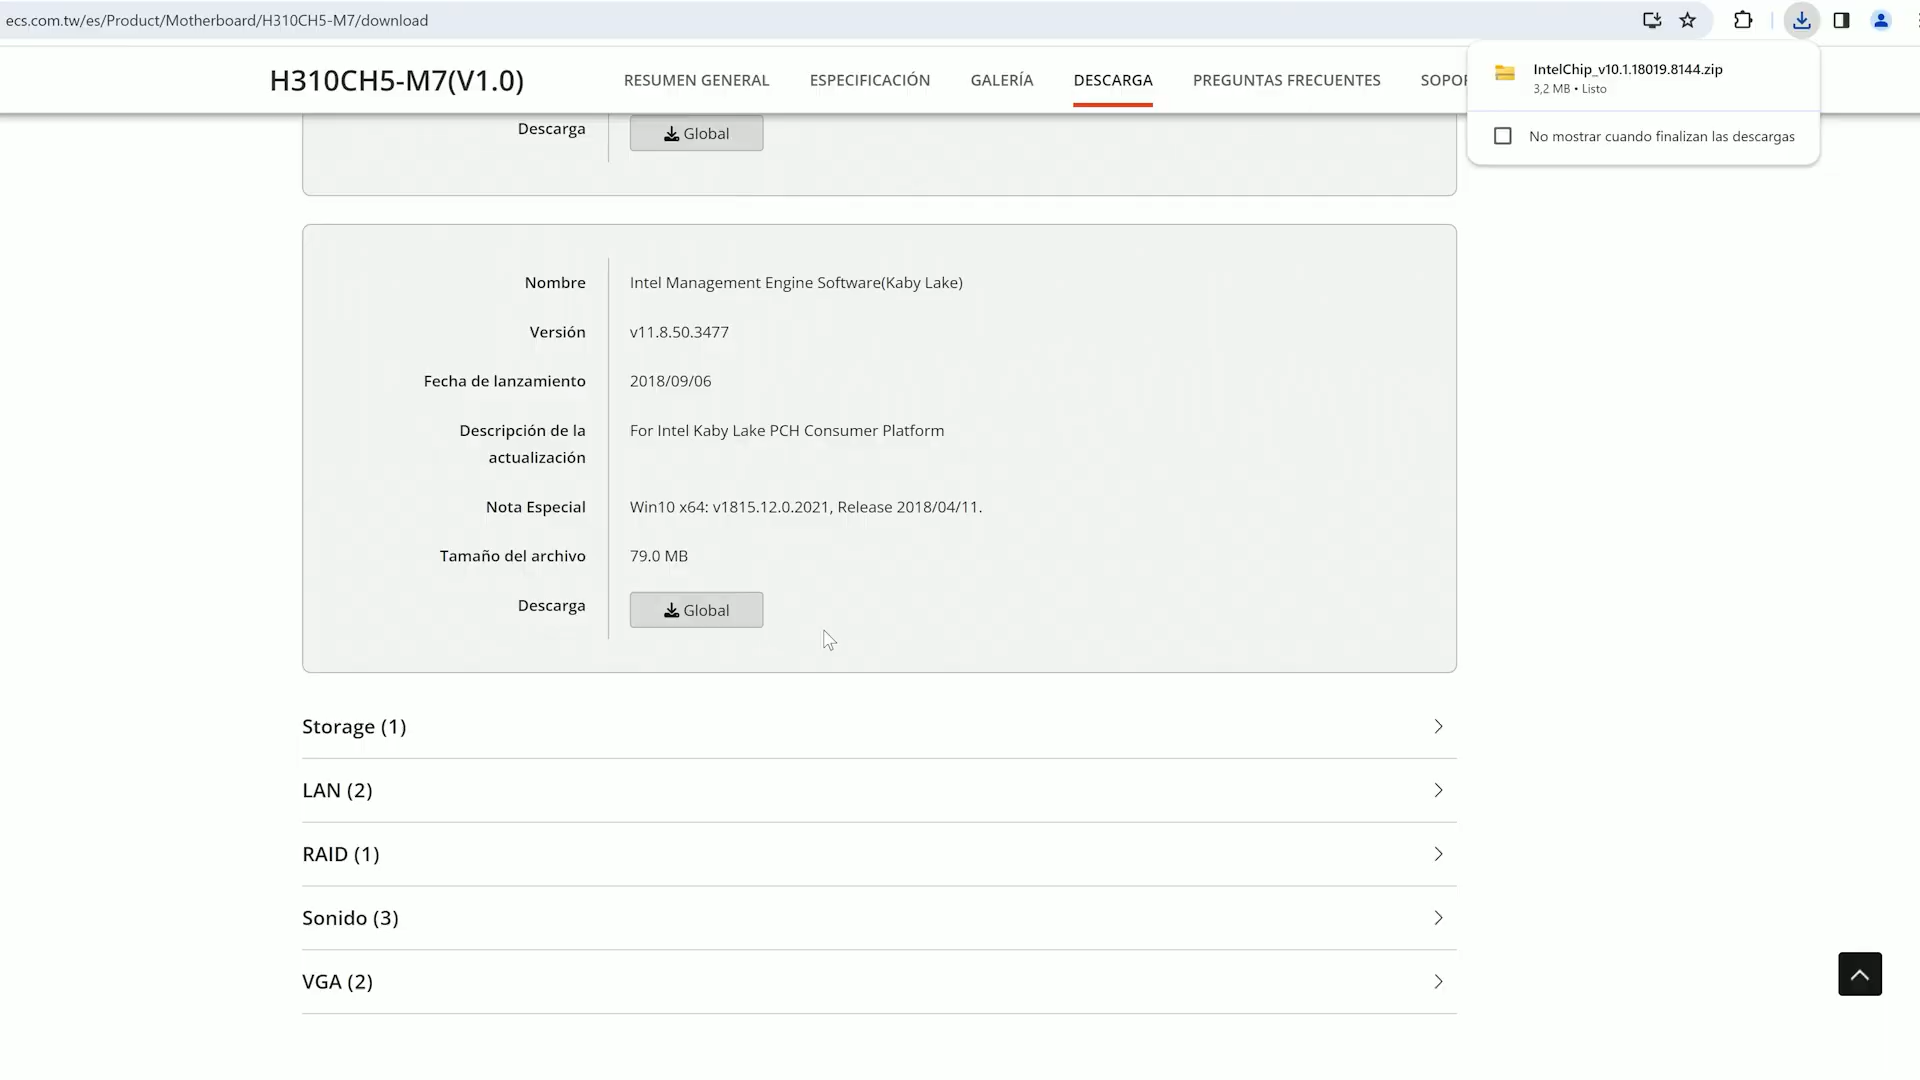 ecs.com.tw/es/Product/Motherboard/H310CH5-M7/download
H310CH5-M7(V1.0)
RESUMEN GENERAL
ESPECIFICACIÓN
GALERÍA
DESCARGA
PREGUNTAS FRECUENTES
SOPOR
IntelChip_v10.1.18019.8144.zip
3,2 MB • Listo
No mostrar cuando finalizan las descargas
Descarga
Global
Nombre
Intel Management Engine Software(Kaby Lake)
Versión
v11.8.50.3477
Fecha de lanzamiento
2018/09/06
Descripción de la
actualización
For Intel Kaby Lake PCH Consumer Platform
Nota Especial
Win10 x64: v1815.12.0.2021, Release 2018/04/11.
Tamaño del archivo
79.0 MB
Descarga
Global
Storage (1)
LAN (2)
RAID (1)
Sonido (3)
VGA (2)